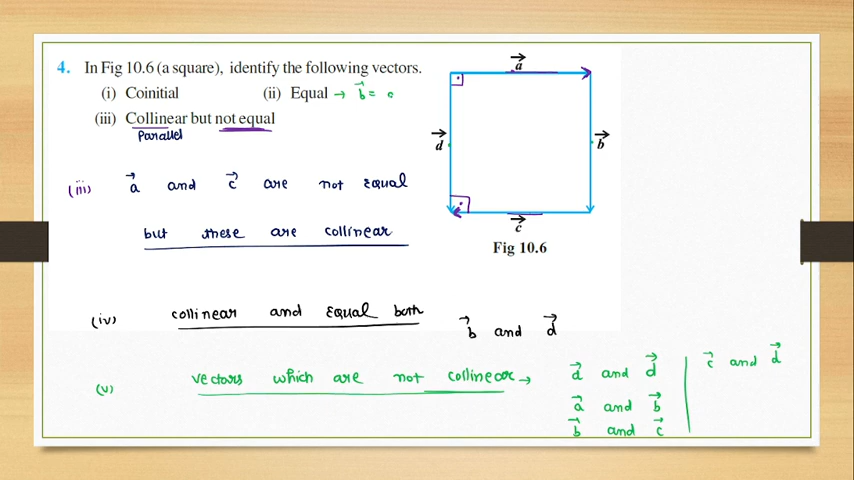 4. In Fig 10.6 (a square), identify the following vectors.
(i) Coinitial (ii) Equal → b⃗ =
(iii) Collinear but not equal
Parallel
a⃗
d⃗
b⃗
c⃗
Fig 10.6
(iii) a⃗ and c⃗ are not equal
but these are collinear
(iv) collinear and Equal both b⃗ and d⃗
(v) vectors which are not collinear → a⃗ and d⃗ | c⃗ and d⃗
a⃗ and b⃗
b⃗ and c⃗